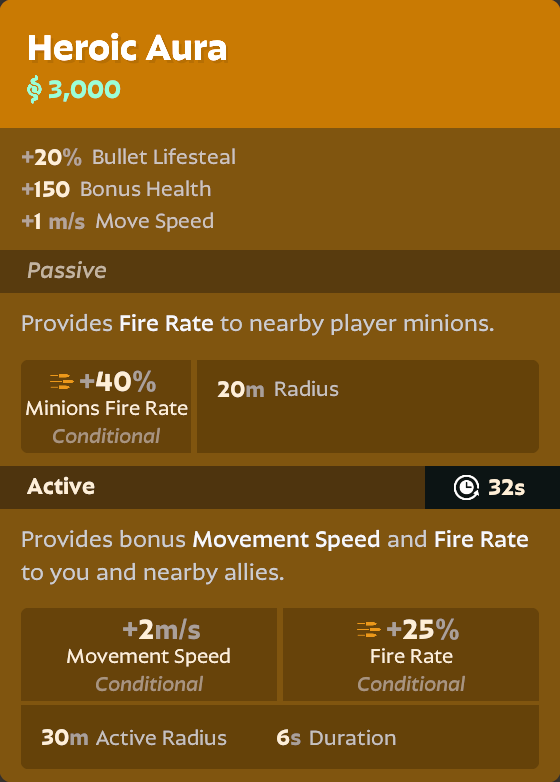 Heroic Aura
3,000
+20% Bullet Lifesteal
+150 Bonus Health
+1 m/s Move Speed
Passive
Provides Fire Rate to nearby player minions.
+40%
Minions Fire Rate
Conditional
20m Radius
Active
32s
Provides bonus Movement Speed and Fire Rate
to you and nearby allies.
+2m/s
Movement Speed
Conditional
+25%
Fire Rate
Conditional
30m Active Radius
6s Duration